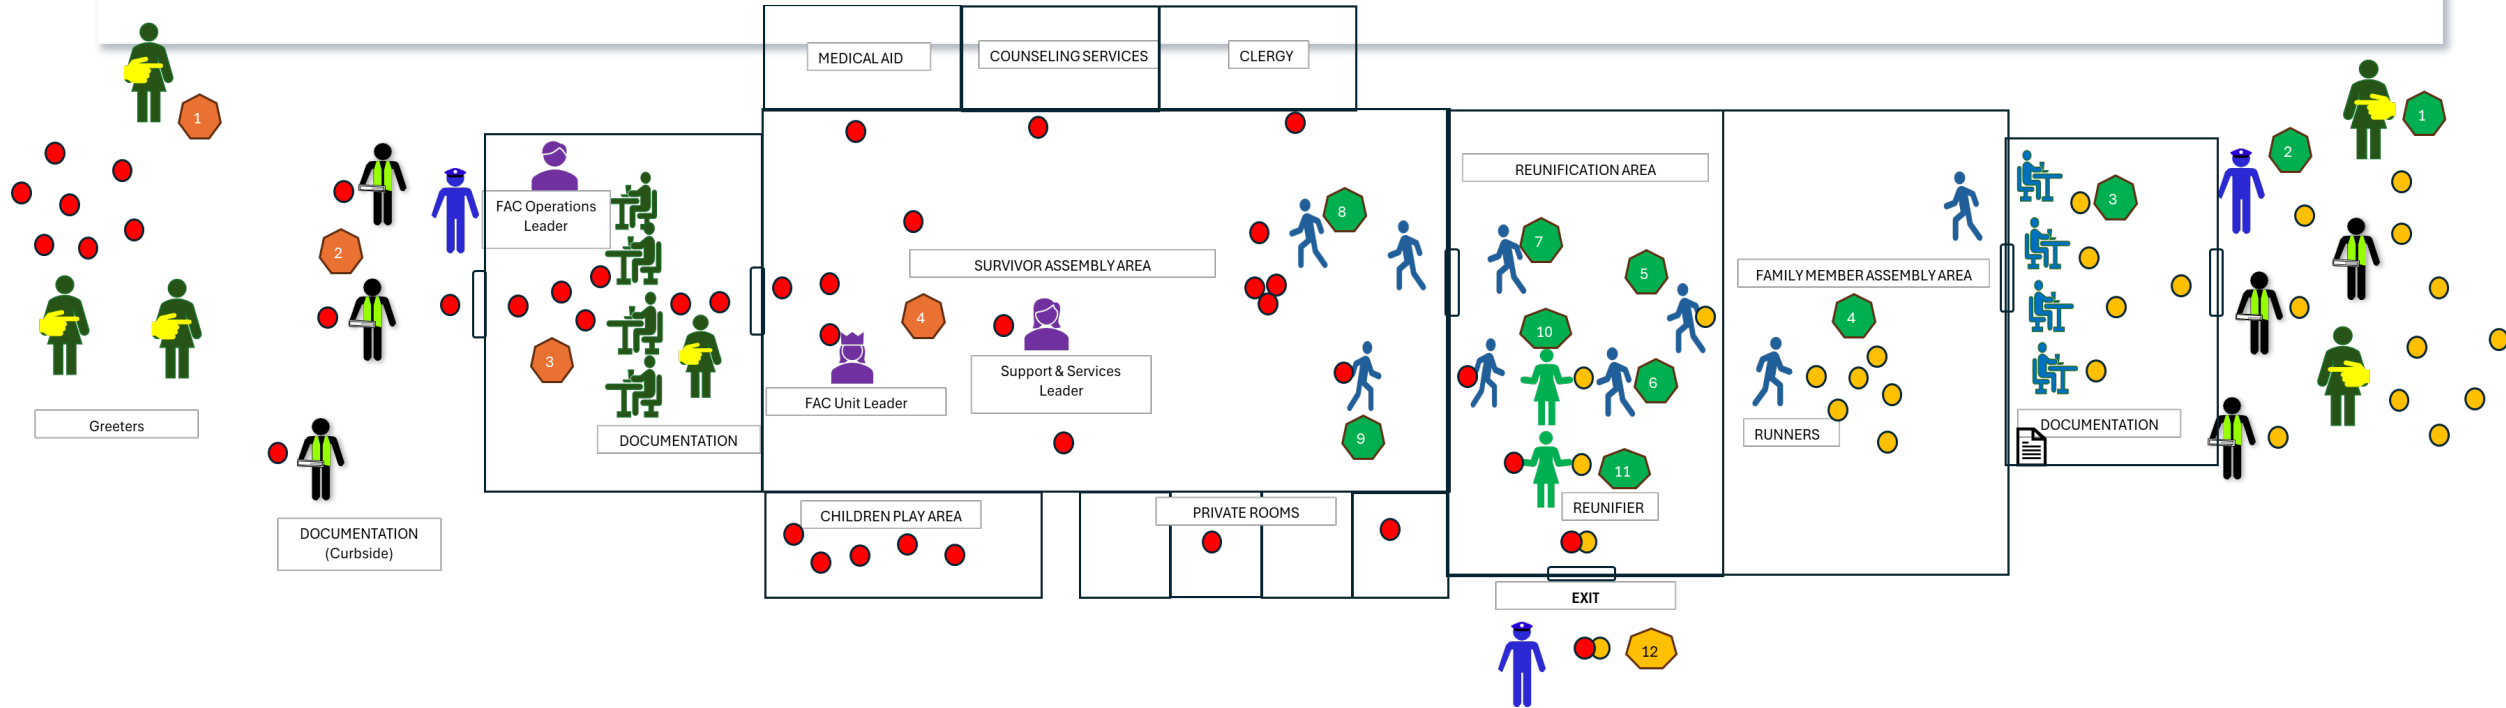 MEDICAL AID
COUNSELING SERVICES
CLERGY
1
1
2
REUNIFICATION AREA
FAC Operations
Leader
8
3
7
2
SURVIVOR ASSEMBLY AREA
5
FAMILY MEMBER ASSEMBLY AREA
4
4
10
3
Support & Services
Leader
6
FAC Unit Leader
Greeters
DOCUMENTATION
9
RUNNERS
DOCUMENTATION
11
DOCUMENTATION
(Curbside)
CHILDREN PLAY AREA
PRIVATE ROOMS
REUNIFIER
EXIT
12